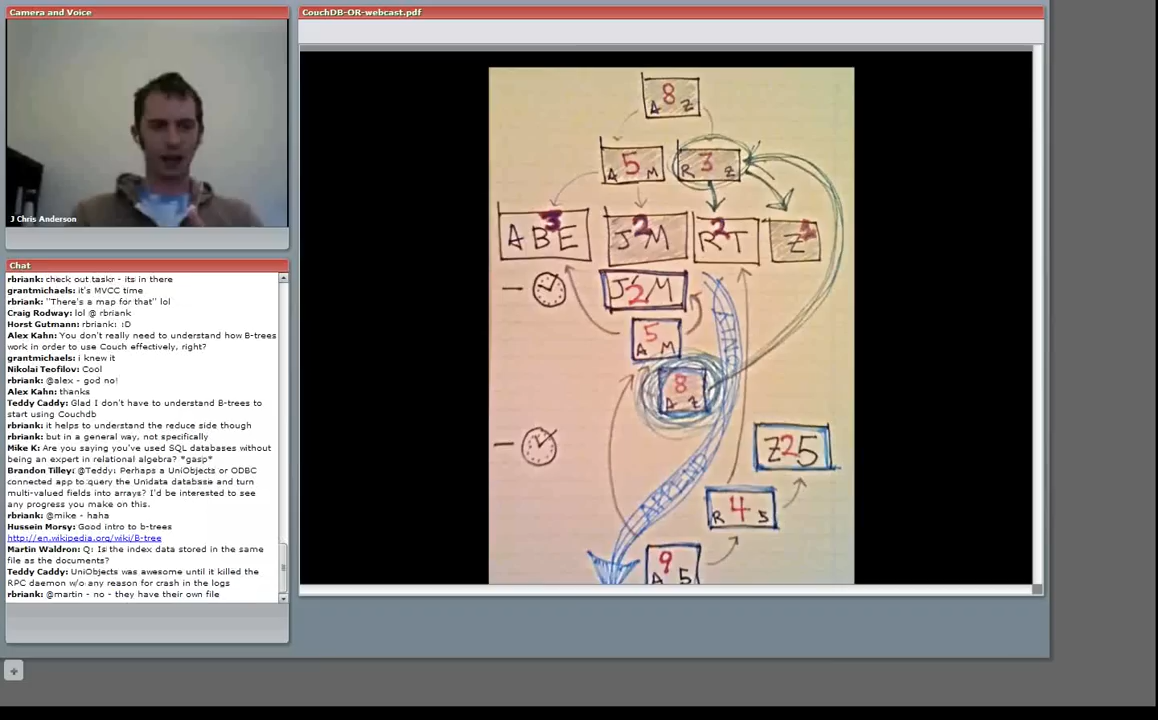 Camera and Voice
J Chris Anderson
Chat
rbriank: check out taskr - its in there
grantmichaels: it's MVCC time
rbriank: "There's a map for that" lol
Craig Rodway: lol @ rbriank
Horst Gutmann: rbriank: :D
Alex Kahn: You don't really need to understand how B-trees
work in order to use Couch effectively, right?
grantmichaels: i knew it
Nikolai Teofilov: Cool
rbriank: @alex - god no!
Alex Kahn: thanks
Teddy Caddy: Glad I don't have to understand B-trees to
start using Couchdb
rbriank: it helps to understand the reduce side though
rbriank: but in a general way, not specifically
Mike K: Are you saying you've used SQL databases without
being an expert in relational algebra? *gasp*
Brandon Tilley: @Teddy: Perhaps a UniObjects or ODBC
connected app to query the Unidata database and turn
multi-valued fields into arrays? I'd be interested to see
any progress you make on this.
rbriank: @mike - haha
Hussein Morsy: Good intro to b-trees
http://en.wikipedia.org/wiki/B-tree
Martin Waldron: Q: Is the index data stored in the same
file as the documents?
Teddy Caddy: UniObjects was awesome until it killed the
RPC daemon w/o any reason for crash in the logs
rbriank: @martin - no - they have their own file
CouchDB-OR-webcast.pdf
A 8 Z
A 5 M
R 3 Z
A B 3 E
J 2 M
R 2 T
Z
J 2 M
5
A M
8
A Z
APPEND
Z 2 5
R 4 5
9
A 5